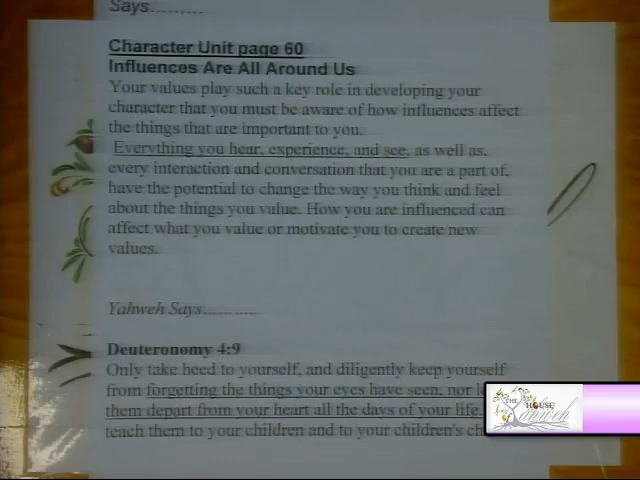 Says.........
Character Unit page 60
Influences Are All Around Us
Your values play such a key role in developing your
character that you must be aware of how influences affect
the things that are important to you.
Everything you hear, experience, and see, as well as,
every interaction and conversation that you are a part of,
have the potential to change the way you think and feel
about the things you value. How you are influenced can
affect what you value or motivate you to create new
values.
Yahweh Says...........
Deuteronomy 4:9
Only take heed to yourself, and diligently keep yourself
from forgetting the things your eyes have seen, nor
them depart from your heart all the days of your life,
teach them to your children and to your children's
THE HOUSE
Yahweh